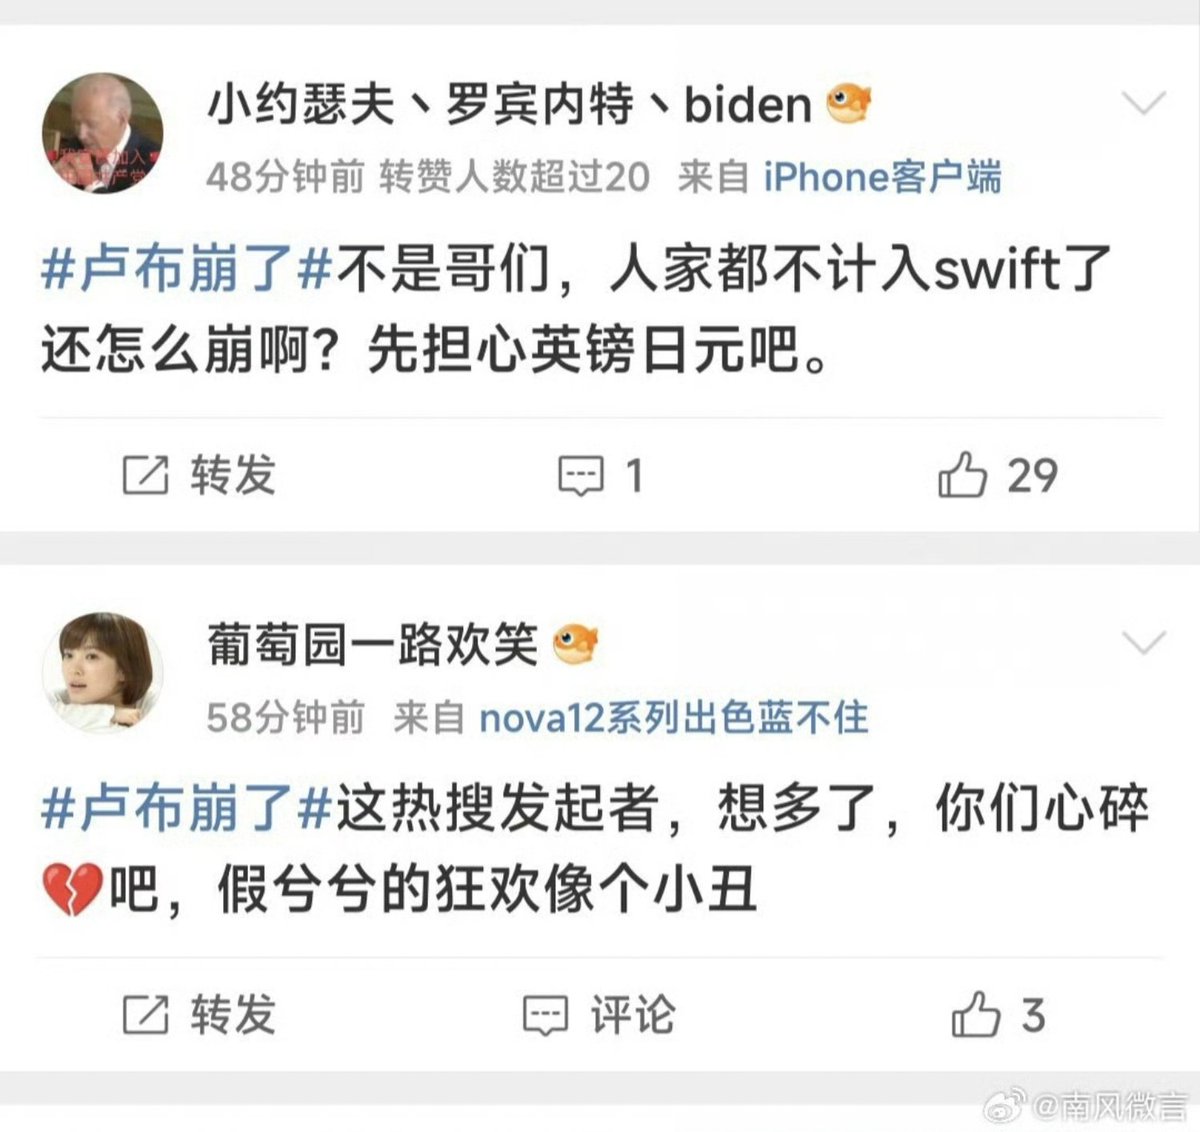 小约瑟夫丶罗宾内特丶biden
48分钟前 转赞人数超过20 来自 iPhone客户端
#卢布崩了#不是哥们，人家都不计入swift了
还怎么崩啊？先担心英镑日元吧。
转发 1 29
葡萄园一路欢笑
58分钟前 来自 nova12系列出色蓝不住
#卢布崩了#这热搜发起者，想多了，你们心碎
💔吧，假兮兮的狂欢像个小丑
转发 评论 3
@南风微言